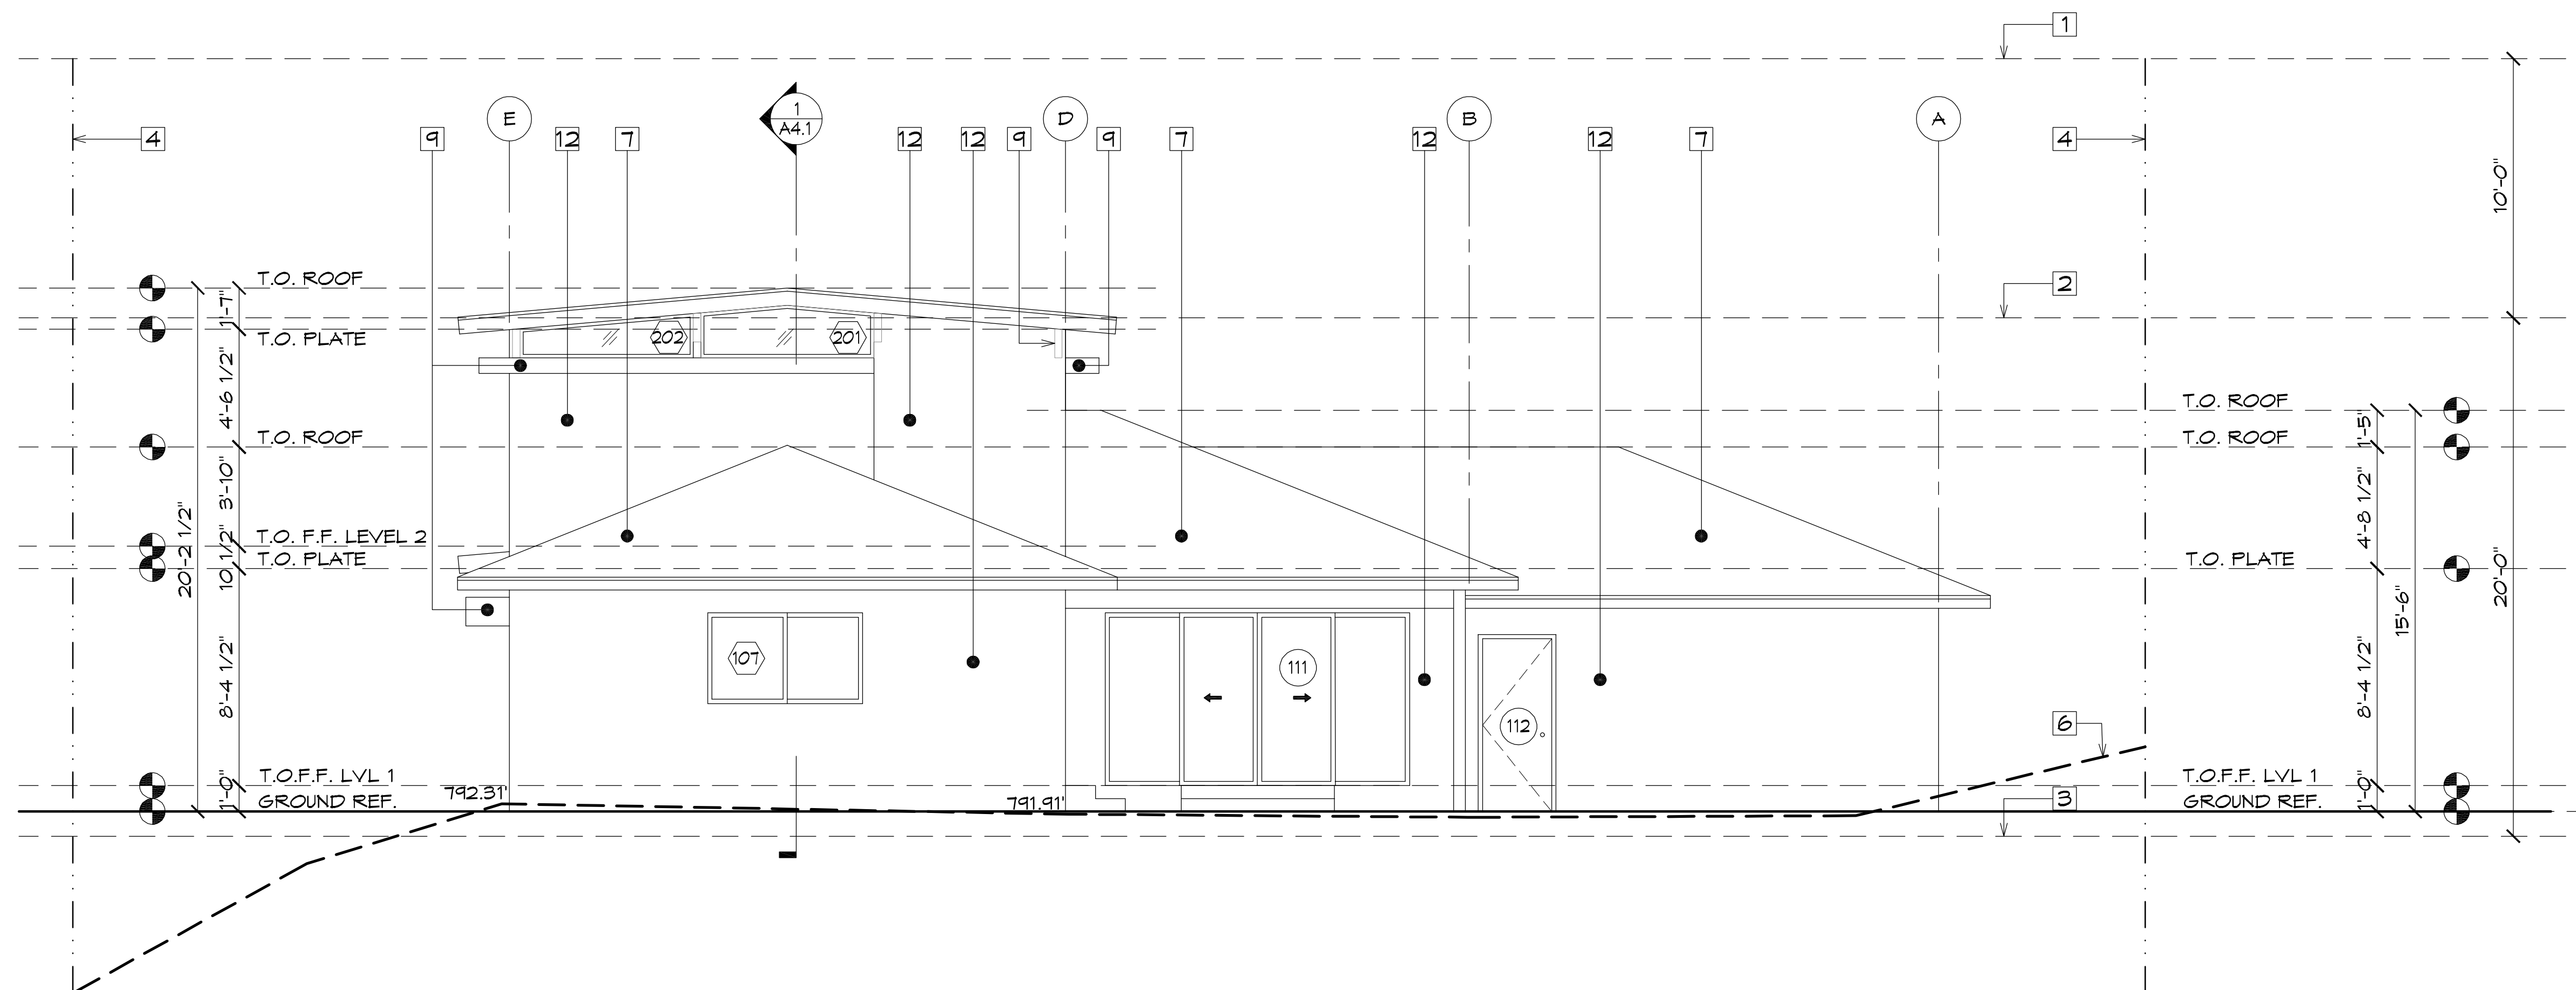 1
E
1
A4.1
D
B
A
4
9
12
7
12
12
9
9
7
12
12
7
4
10'-0"
T.O. ROOF
2
1'-7"
T.O. PLATE
202
201
4'-6 1/2"
T.O. ROOF
T.O. ROOF
1'-5"
T.O. ROOF
3'-10"
4'-8 1/2"
T.O. F.F. LEVEL 2
20'-2 1/2"
10 1/2"
T.O. PLATE
T.O. PLATE
20'-0"
15'-6"
107
111
8'-4 1/2"
8'-4 1/2"
112
6
T.O.F.F. LVL 1
T.O.F.F. LVL 1
1'-0"
792.31'
791.91'
3
1'-0"
GROUND REF.
GROUND REF.